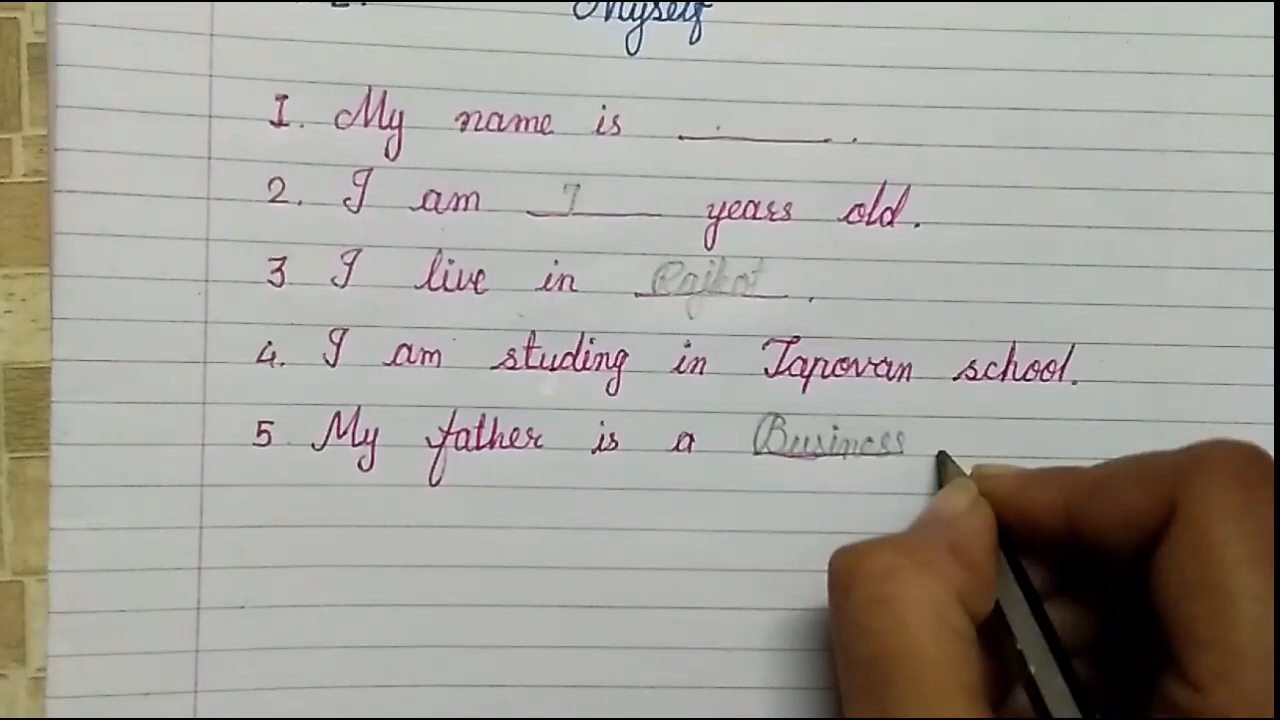 Myself
1. My name is ______.
2. I am 7 years old.
3 I live in Rajkot.
4. I am studing in Tapovan school.
5 My father is a Business